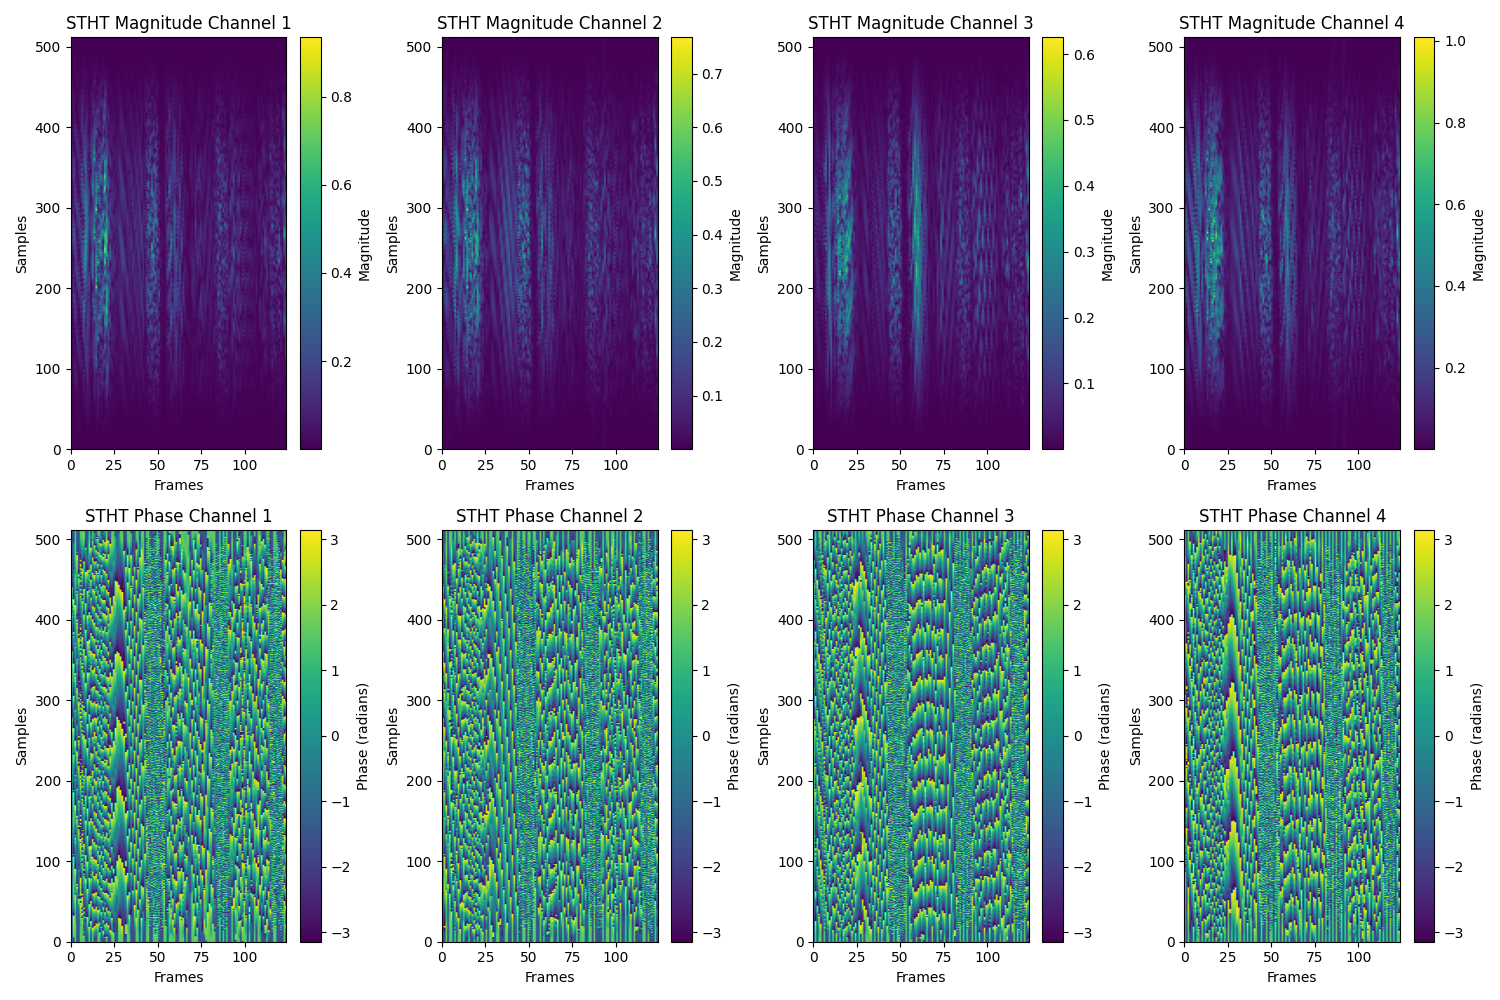 STHT Magnitude Channel 1
500
400
300
200
100
0
Samples
0 25 50 75 100
Frames
0.8
0.6
0.4
0.2
Magnitude
STHT Magnitude Channel 2
500
400
300
200
100
0
Samples
0 25 50 75 100
Frames
0.7
0.6
0.5
0.4
0.3
0.2
0.1
Magnitude
STHT Magnitude Channel 3
500
400
300
200
100
0
Samples
0 25 50 75 100
Frames
0.6
0.5
0.4
0.3
0.2
0.1
Magnitude
STHT Magnitude Channel 4
500
400
300
200
100
0
Samples
0 25 50 75 100
Frames
1.0
0.8
0.6
0.4
0.2
Magnitude
STHT Phase Channel 1
500
400
300
200
100
0
Samples
0 25 50 75 100
Frames
3
2
1
0
−1
−2
−3
Phase (radians)
STHT Phase Channel 2
500
400
300
200
100
0
Samples
0 25 50 75 100
Frames
3
2
1
0
−1
−2
−3
Phase (radians)
STHT Phase Channel 3
500
400
300
200
100
0
Samples
0 25 50 75 100
Frames
3
2
1
0
−1
−2
−3
Phase (radians)
STHT Phase Channel 4
500
400
300
200
100
0
Samples
0 25 50 75 100
Frames
3
2
1
0
−1
−2
−3
Phase (radians)